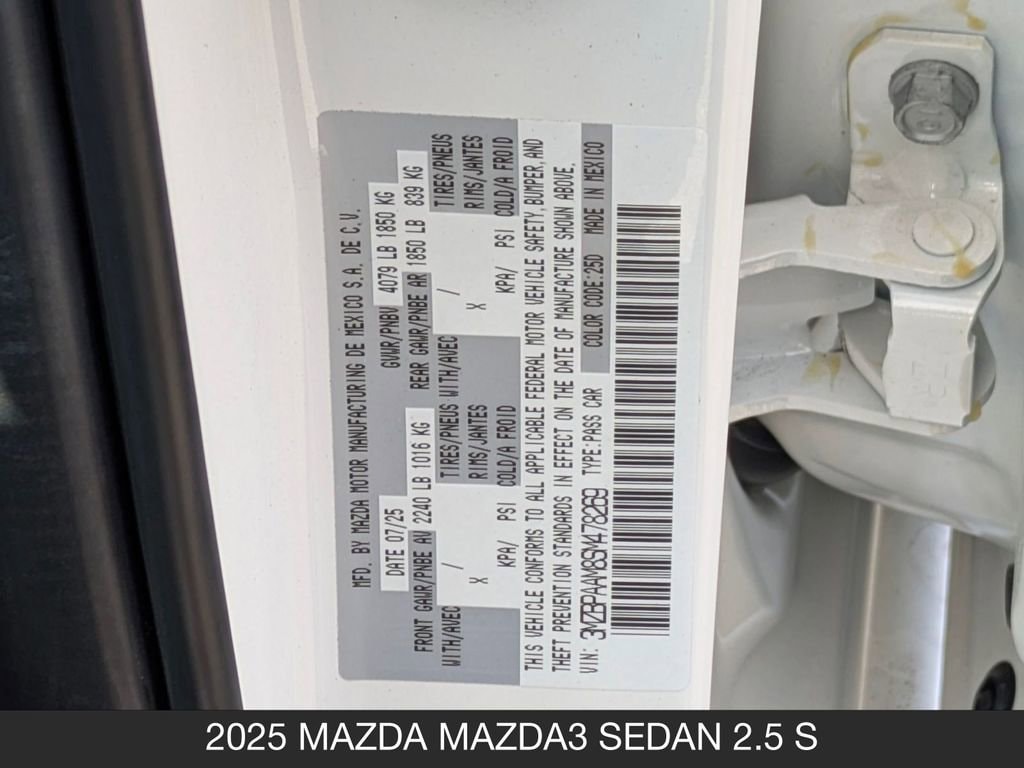 MFD. BY MAZDA MOTOR MANUFACTURING DE MEXICO S.A. DE C.V.
DATE 07/25 GVWR/PNBV 4079 LB 1850 KG
FRONT GAWR/PNBE AV 2240 LB 1016 KG REAR GAWR/PNBE AR 1850 LB 839 KG
WITH/AVEC / TIRES/PNEUS WITH/AVEC / TIRES/PNEUS
X RIMS/JANTES X RIMS/JANTES
KPA/ PSI COLD/A FROID KPA/ PSI COLD/A FROID
THIS VEHICLE CONFORMS TO ALL APPLICABLE FEDERAL MOTOR VEHICLE SAFETY, BUMPER, AND
THEFT PREVENTION STANDARDS IN EFFECT ON THE DATE OF MANUFACTURE SHOWN ABOVE.
VIN: 3MZBPAAM8SM478269 TYPE:PASS CAR COLOR CODE:25D MADE IN MEXICO
2025 MAZDA MAZDA3 SEDAN 2.5 S